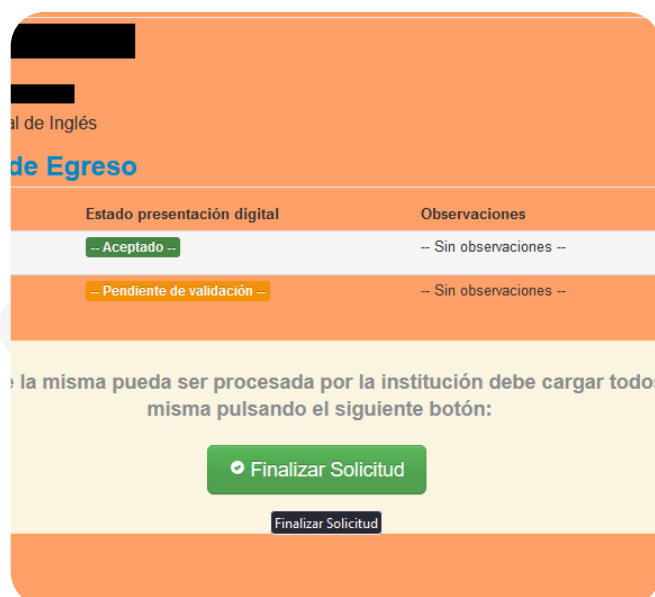 al de Inglés
de Egreso
Estado presentación digital Observaciones
-- Aceptado -- -- Sin observaciones --
-- Pendiente de validación -- -- Sin observaciones --
la misma pueda ser procesada por la institución debe cargar todos
misma pulsando el siguiente botón:
Finalizar Solicitud
Finalizar Solicitud